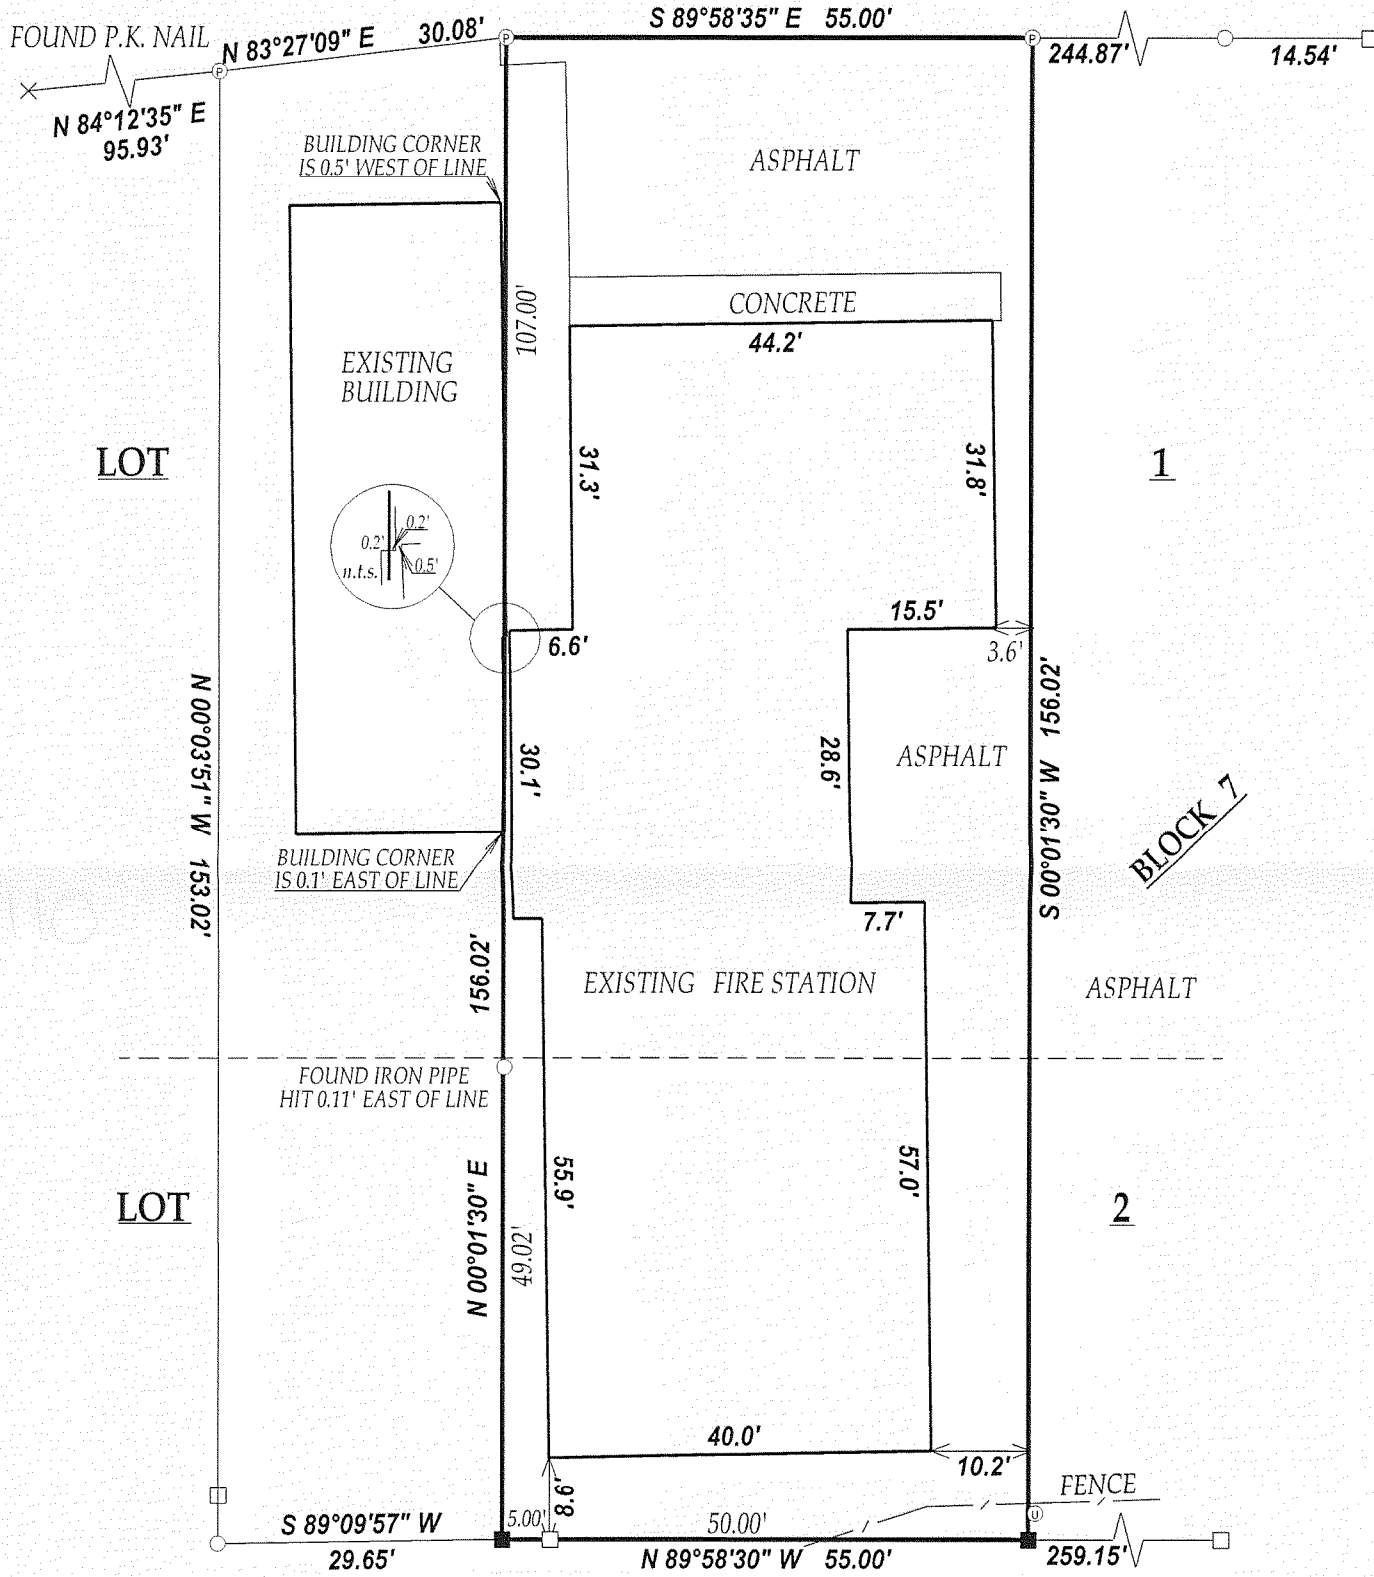 S 89°58'35" E 55.00'
FOUND P.K. NAIL
N 83°27'09" E 30.08'
P
P
P
244.87'
14.54'
N 84°12'35" E
95.93'
BUILDING CORNER
IS 0.5' WEST OF LINE
ASPHALT
107.00'
CONCRETE
44.2'
EXISTING
BUILDING
LOT
31.3'
31.8'
1
0.2'
0.2'
0.5'
n.t.s.
15.5'
6.6'
3.6'
N 00°03'51" W 153.02'
30.1'
28.6'
ASPHALT
S 00°01'30" W 156.02'
BLOCK 7
BUILDING CORNER
IS 0.1' EAST OF LINE
7.7'
156.02'
EXISTING FIRE STATION
ASPHALT
FOUND IRON PIPE
HIT 0.11' EAST OF LINE
N 00°01'30" E
55.9'
57.0'
LOT
2
49.02'
40.0'
10.2'
8.9'
FENCE
U
S 89°09'57" W
29.65'
5.00'
50.00'
N 89°58'30" W 55.00'
259.15'